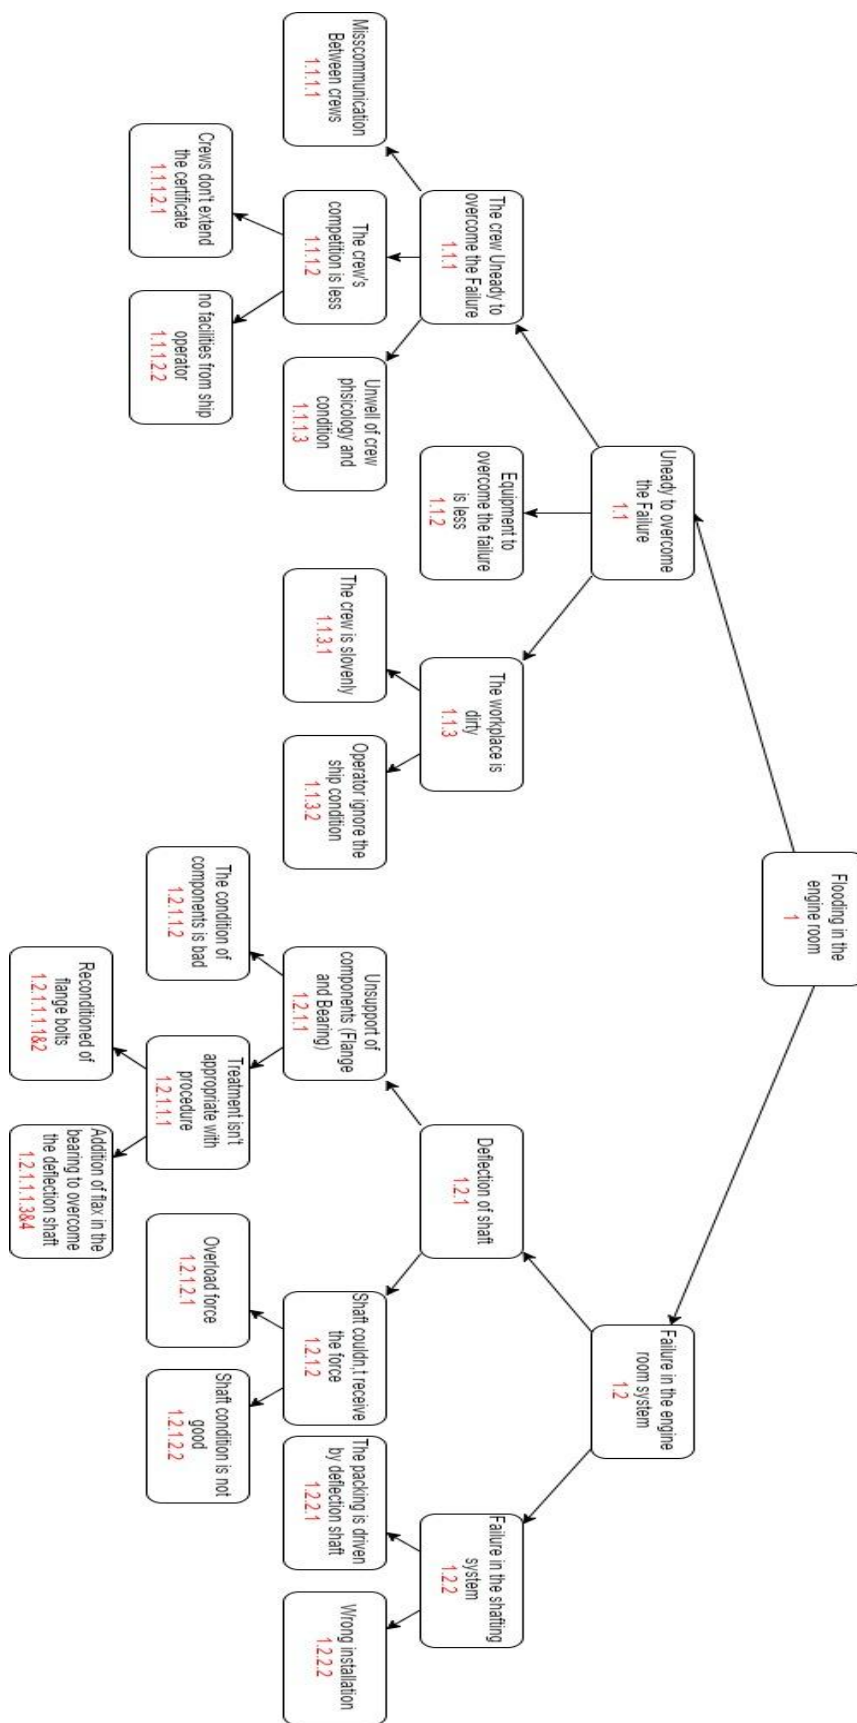 Flooding in the
engine room
1
Uneady to overcome
the Failure
1.1
Failure in the engine
room system
1.2
The crew Uneady to
overcome the Failure
1.1.1
Equipment to
overcome the failure
is less
1.1.2
The workplace is
dirty
1.1.3
Deflection of shaft
1.2.1
Failure in the shafting
system
1.2.2
Misscommunication
Between crews
1.1.1.1
The crew's
competition is less
1.1.1.2
Unwell of crew
phsicology and
condition
1.1.1.3
The crew is slovenly
1.1.3.1
Operator ignore the
ship condition
1.1.3.2
Unsupport of
components (Flange
and Bearing)
1.2.1.1
Shaft couldn,t receive
the force
1.2.1.2
The packing is driven
by deflection shaft
1.2.2.1
Wrong installation
1.2.2.2
Crews don't extend
the certificate
1.1.1.2.1
no facilities from ship
operator
1.1.1.2.2
The condition of
components is bad
1.2.1.1.2
Treatment isn't
appropriate with
procedure
1.2.1.1.1
Overload force
1.2.1.2.1
Shaft condition is not
good
1.2.1.2.2
Reconditioned of
flange bolts
1.2.1.1.1.1&2
Addition of flax in the
bearing to overcome
the deflection shaft
1.2.1.1.1.3&4